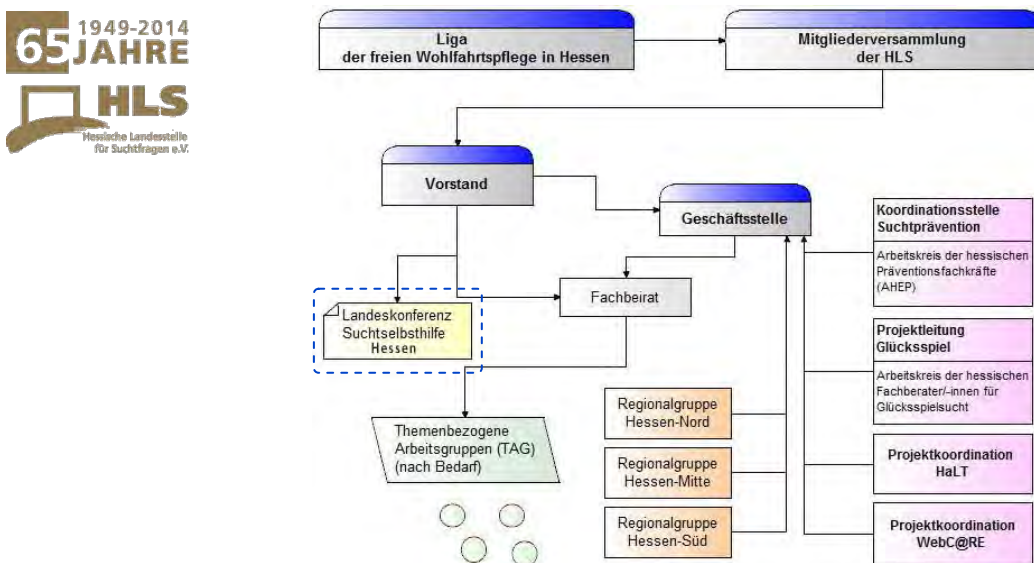 1949-2014
65 JAHRE
HLS
Hessische Landesstelle
für Suchtfragen e.V.
Liga
der freien Wohlfahrtspflege in Hessen
Mitgliederversammlung
der HLS
Vorstand
Geschäftsstelle
Koordinationsstelle
Suchtprävention
Arbeitskreis der hessischen
Präventionsfachkräfte
(AHEP)
Fachbeirat
Landeskonferenz
Suchtselbsthilfe
Hessen
Projektleitung
Glücksspiel
Arbeitskreis der hessischen
Fachberater/-innen für
Glücksspielsucht
Themenbezogene
Arbeitsgruppen (TAG)
(nach Bedarf)
Regionalgruppe
Hessen-Nord
Regionalgruppe
Hessen-Mitte
Regionalgruppe
Hessen-Süd
Projektkoordination
HaLT
Projektkoordination
WebC@RE